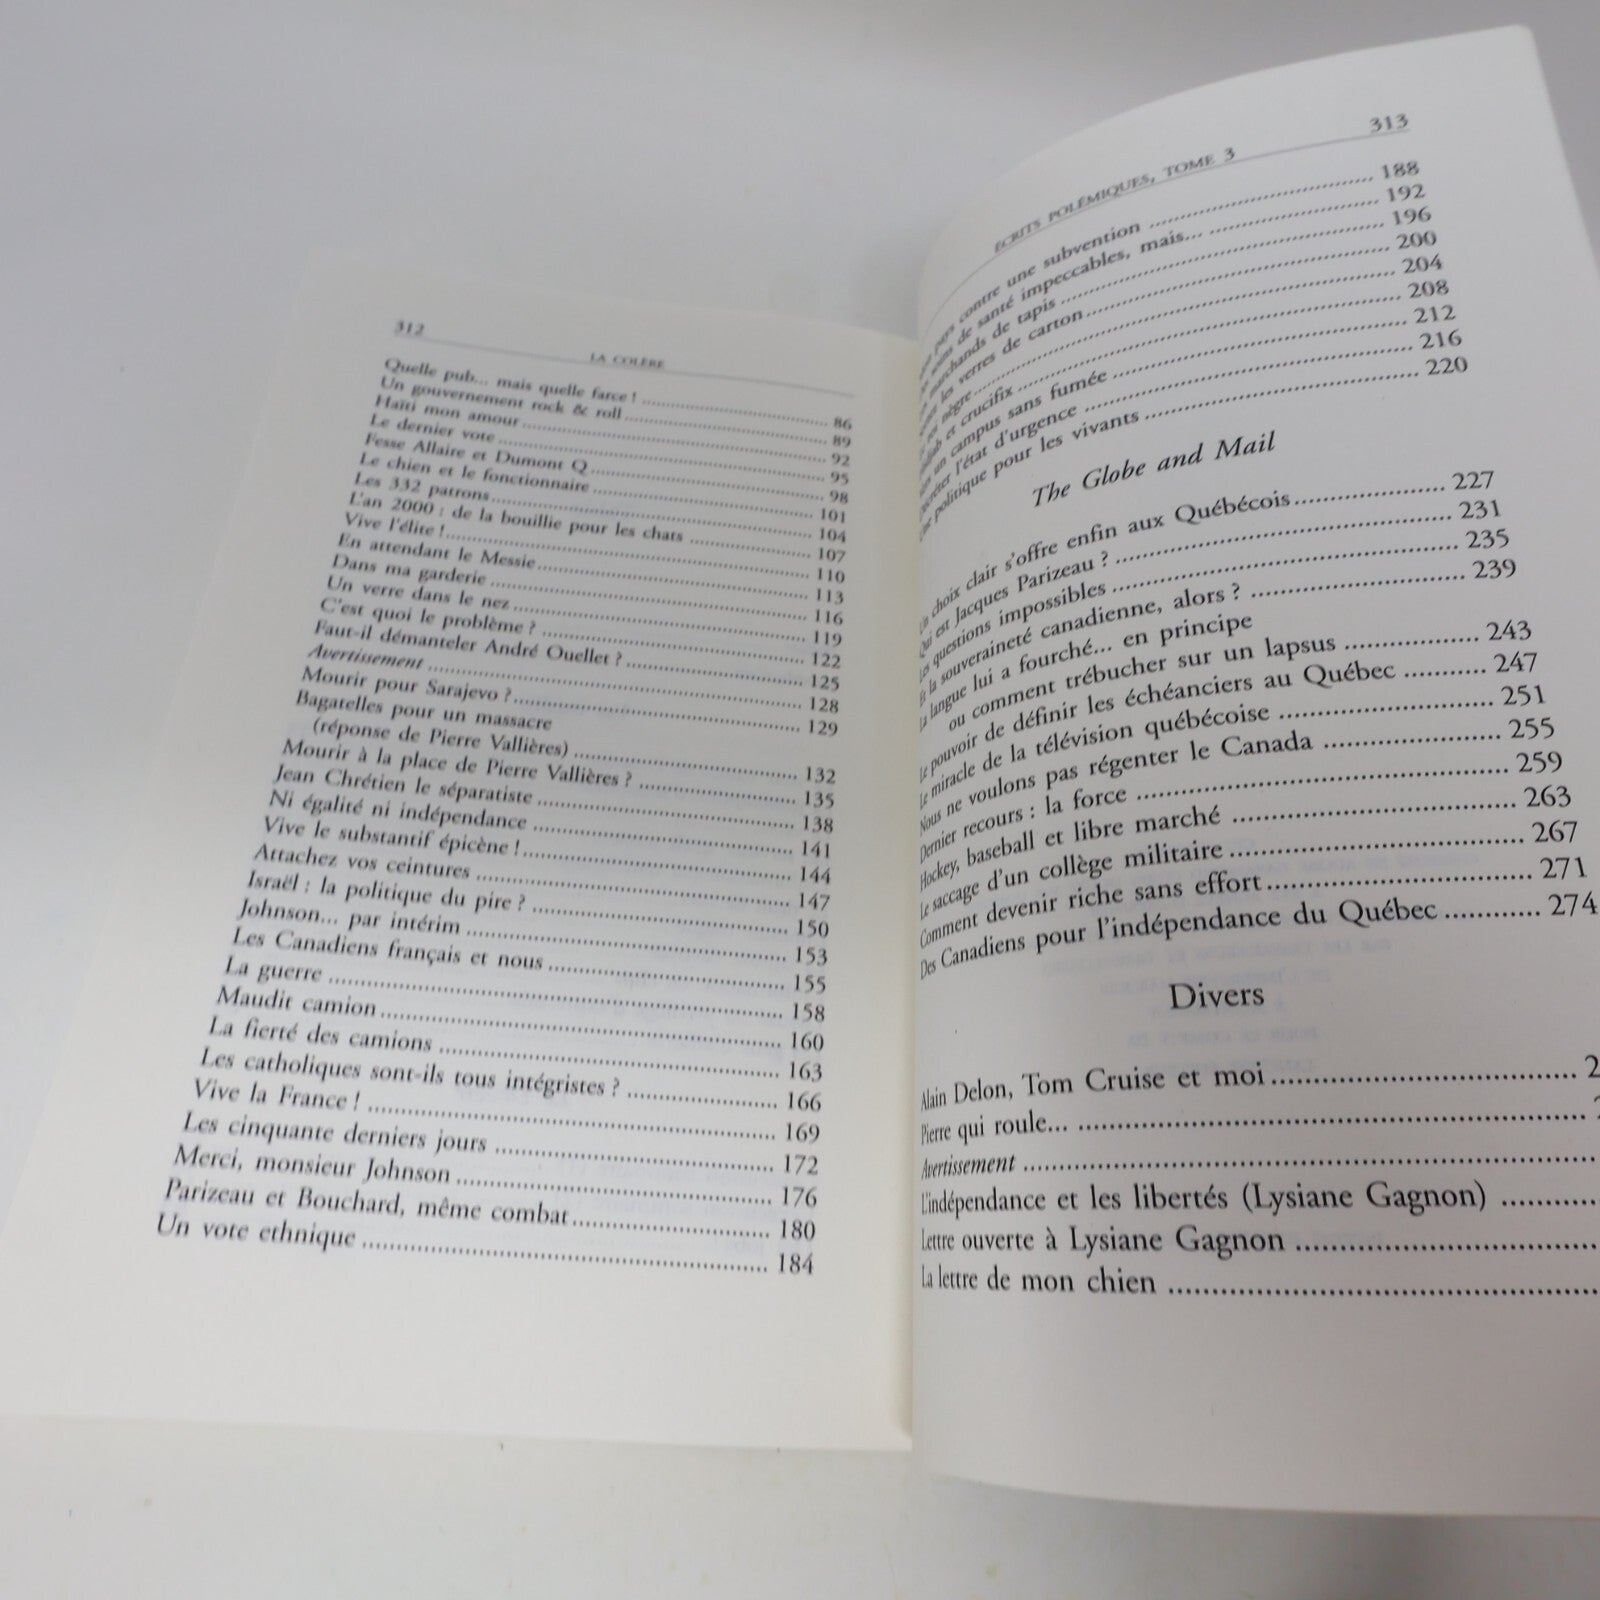 312
LA COLÈRE
Quelle pub... mais quelle farce ! 86
Un gouvernement rock & roll 89
Haïti mon amour 92
Le dernier vote 95
Fesse Allaire et Dumont Q 98
Le chien et le fonctionnaire 101
Les 332 patrons 104
L'an 2000 : de la bouillie pour les chats 107
Vive l'élite ! 110
En attendant le Messie 113
Dans ma garderie 116
Un verre dans le nez 119
C'est quoi le problème ? 122
Faut-il démanteler André Ouellet ? 125
Avertissement 128
Mourir pour Sarajevo ? 129
Bagatelles pour un massacre
(réponse de Pierre Vallières) 132
Mourir à la place de Pierre Vallières ? 135
Jean Chrétien le séparatiste 138
Ni égalité ni indépendance 141
Vive le substantif épicène ! 144
Attachez vos ceintures 147
Israël : la politique du pire ? 150
Johnson... par intérim 153
Les Canadiens français et nous 155
La guerre 158
Maudit camion 160
La fierté des camions 163
Les catholiques sont-ils tous intégristes ? 166
Vive la France ! 169
Les cinquante derniers jours 172
Merci, monsieur Johnson 176
Parizeau et Bouchard, même combat 180
Un vote ethnique 184
ÉCRITS POLÉMIQUES, TOME 3
313
pays contre une subvention 188
soins de santé impeccables, mais... 192
marchands de tapis 196
les verres de carton 200
nègre 204
et crucifix 208
un campus sans fumée 212
l'état d'urgence 216
politique pour les vivants 220
The Globe and Mail
Un choix clair s'offre enfin aux Québécois 227
Qui est Jacques Parizeau ? 231
Les questions impossibles 235
Et la souveraineté canadienne, alors ? 239
La langue lui a fourché... en principe
ou comment trébucher sur un lapsus 243
Le pouvoir de définir les échéanciers au Québec 247
Le miracle de la télévision québécoise 251
Nous ne voulons pas régenter le Canada 255
Dernier recours : la force 259
Hockey, baseball et libre marché 263
Le saccage d'un collège militaire 267
Comment devenir riche sans effort 271
Des Canadiens pour l'indépendance du Québec 274
Divers
Alain Delon, Tom Cruise et moi
Pierre qui roule...
Avertissement
L'indépendance et les libertés (Lysiane Gagnon)
Lettre ouverte à Lysiane Gagnon
La lettre de mon chien